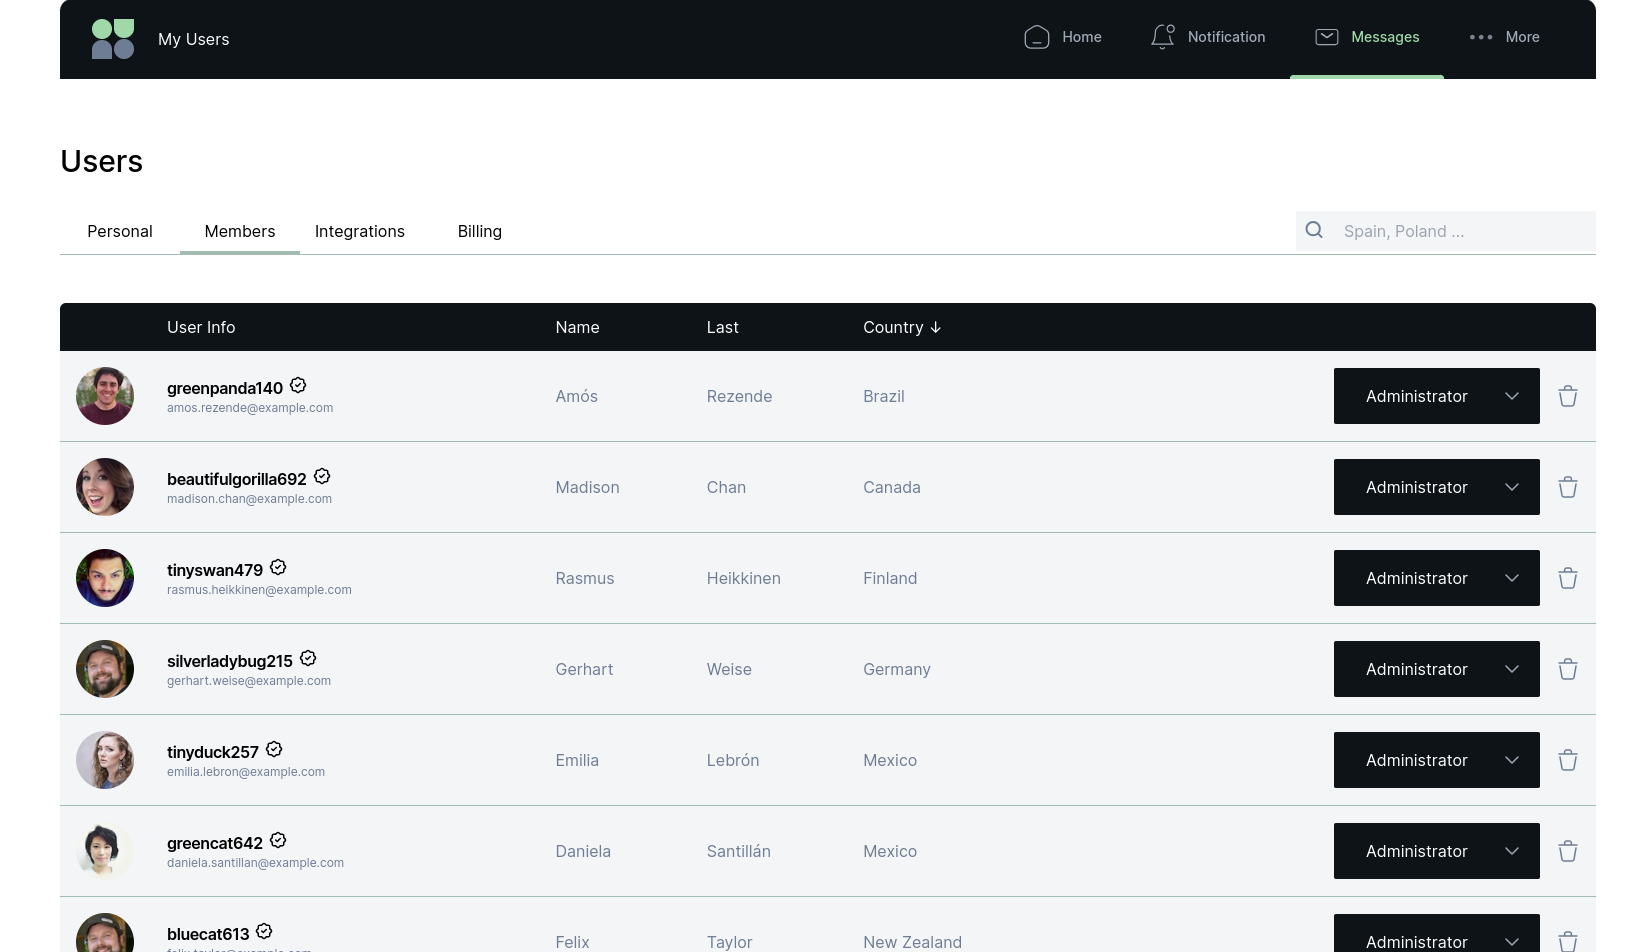 My Users
Home
Notification
Messages
More
Users
Personal Members Integrations Billing
Spain, Poland ...
User Info Name Last Country ↓
greenpanda140
amos.rezende@example.com
Amós Rezende Brazil Administrator
beautifulgorilla692
madison.chan@example.com
Madison Chan Canada Administrator
tinyswan479
rasmus.heikkinen@example.com
Rasmus Heikkinen Finland Administrator
silverladybug215
gerhart.weise@example.com
Gerhart Weise Germany Administrator
tinyduck257
emilia.lebron@example.com
Emilia Lebrón Mexico Administrator
greencat642
daniela.santillan@example.com
Daniela Santillán Mexico Administrator
bluecat613
Felix Taylor New Zealand Administrator